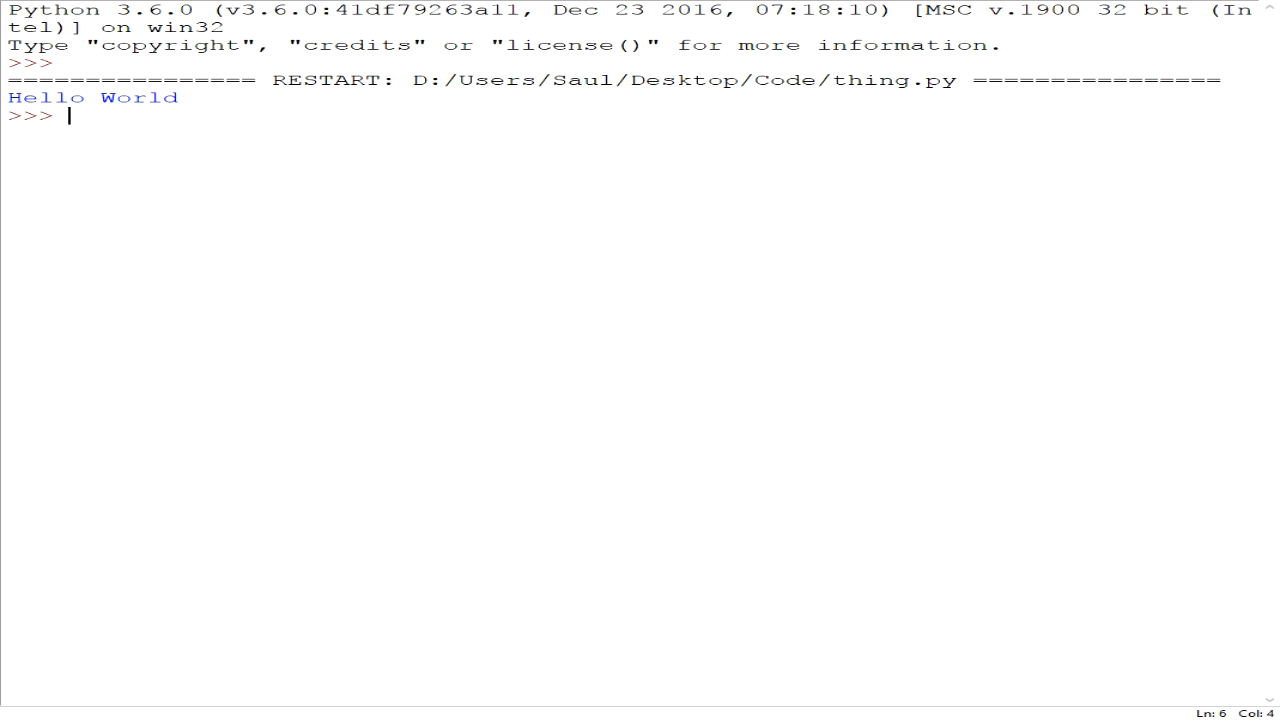 Python 3.6.0 (v3.6.0:41df79263a11, Dec 23 2016, 07:18:10) [MSC v.1900 32 bit (In
tel)] on win32
Type "copyright", "credits" or "license()" for more information.
>>>
================ RESTART: D:/Users/Saul/Desktop/Code/thing.py ================
Hello World
>>>
Ln: 6 Col: 4